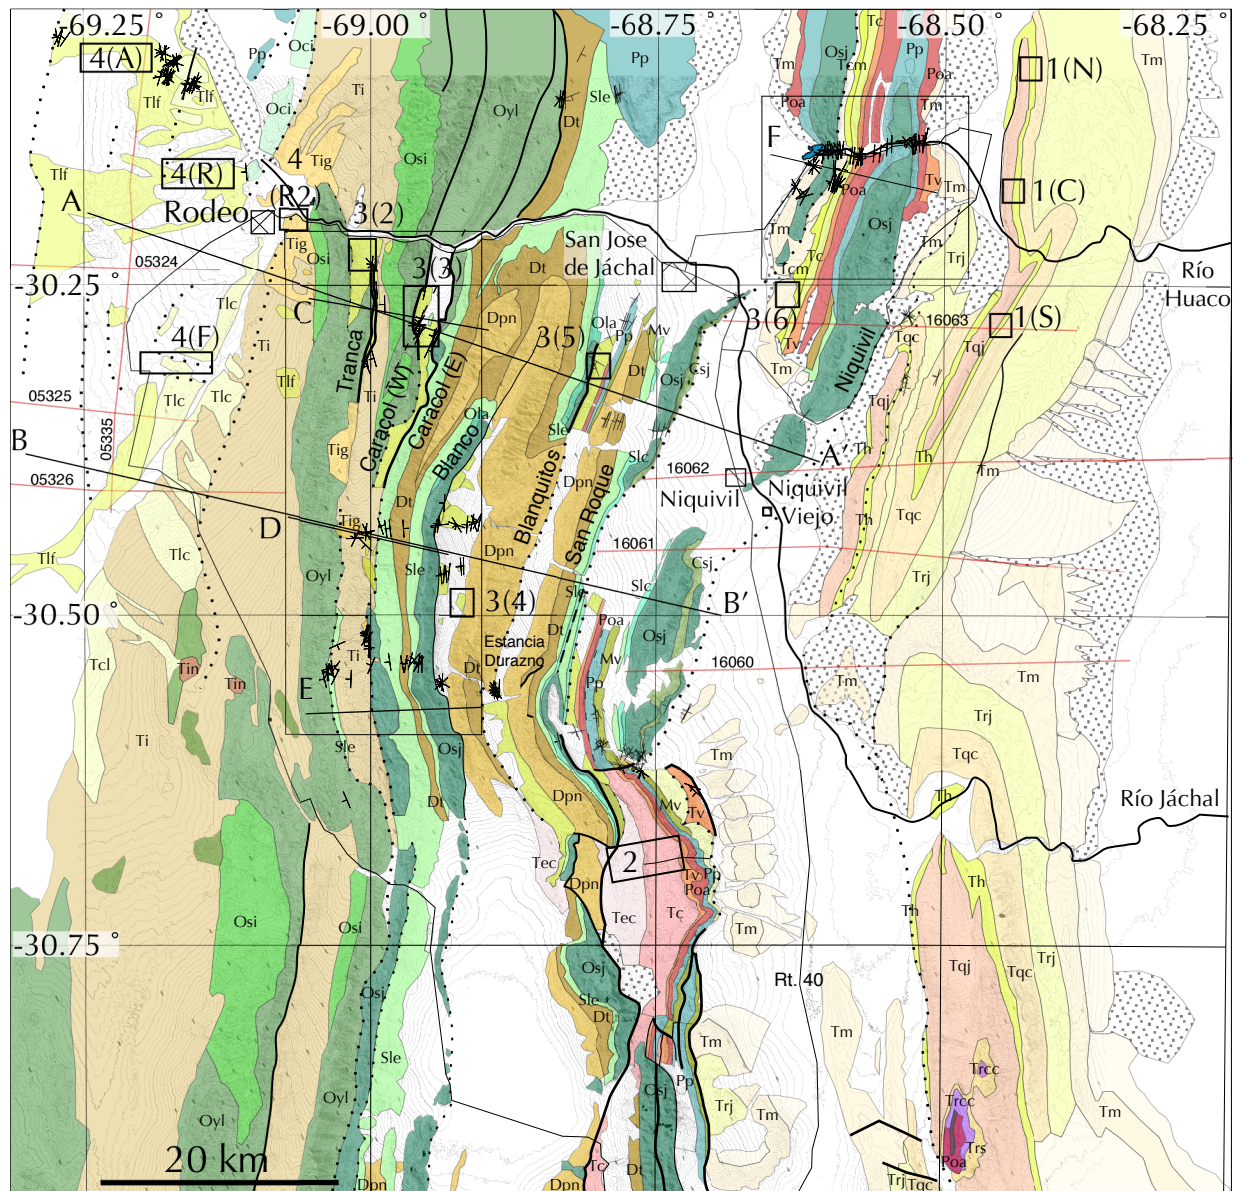 -69.25°
-69.00°
-68.75°
-68.50°
-68.25°
4(A)
Pp
Oci
Ti
Oyl
Sle
Pp
Tc
Osj
Tcm
Pp
Tm
Poa
Poa
Tm
1(N)
Tm
Tlf
Tlf
Oci
Dt
4
Tig
Osi
F
Tlf
4(R)
A
Rodeo
(R2)
3(2)
Poa
Tv
Tm
1(C)
Osj
Tig
Osi
3(3)
San Jose
de Jáchal
Tm
Tm
Trj
Tc
Tcm
Río
Huaco
05324
-30.25°
Dt
Tlc
C
Dpn
Ola
Pp
Mv
3(6)
16063
1(S)
4(F)
Ti
Tranca
3(5)
Tv
Tqc
Tqj
Tm
Niquivil
Dt
Osj
Csj
Tlf
Ti
Tlc
Tlc
05325
05335
Caracol (W)
Caracol (E)
Ola
Sle
Tqj
B
Tig
Blanco
Slc
A
Th
Th
Tm
05326
Dt
Dpn
16062
Niquivil
Niquivil
Viejo
Blanquitos
San Roque
D
Tig
Th
Tqc
Tlf
Tlc
Dpn
16061
Csj
Oyl
Sle
Sle
Slc
Trj
3(4)
B′
-30.50°
Poa
Dt
Osj
Estancia
Durazno
Ti
Mv
Tcl
Tin
Tin
Dt
16060
Pp
Tm
Tm
E
Ti
Trj
Sle
Osj
Tm
Tqc
Dpn
Mv
Tv
Th
Río Jáchal
Dt
Tec
2
Tv
Pp
Dpn
Poa
Th
Osi
Osi
Tec
Tc
Th
Tm
-30.75°
Osj
Tqj
Tqc
Trj
Osj
Rt. 40
Sle
Dt
Tm
Tm
Sle
Trcc
Pp
Osj
Oyl
Trcc
Trj
Tm
Tm
Oyl
Trs
20 km
Poa
Tc
Dt
Dpn
Dpn
Trj
Tqc